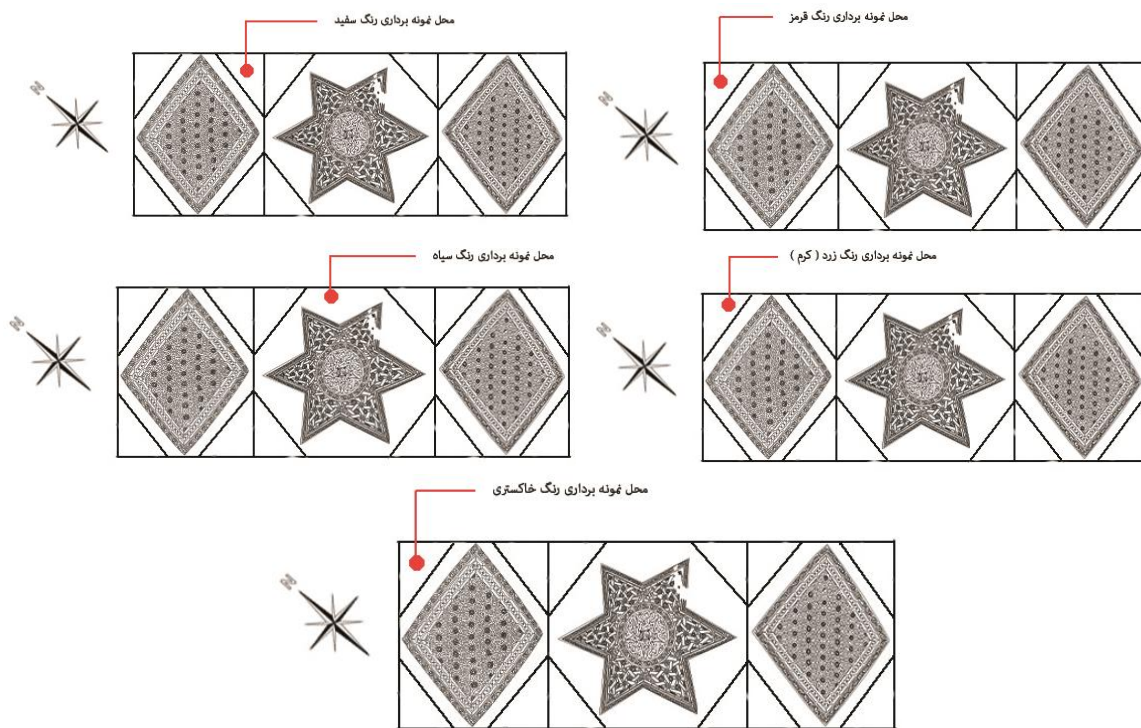 محل نمونه برداری رنگ قرمز
محل نمونه برداری رنگ سفید
محل نمونه برداری رنگ زرد ( کرم )
محل نمونه برداری رنگ سیاه
محل نمونه برداری رنگ خاکستری